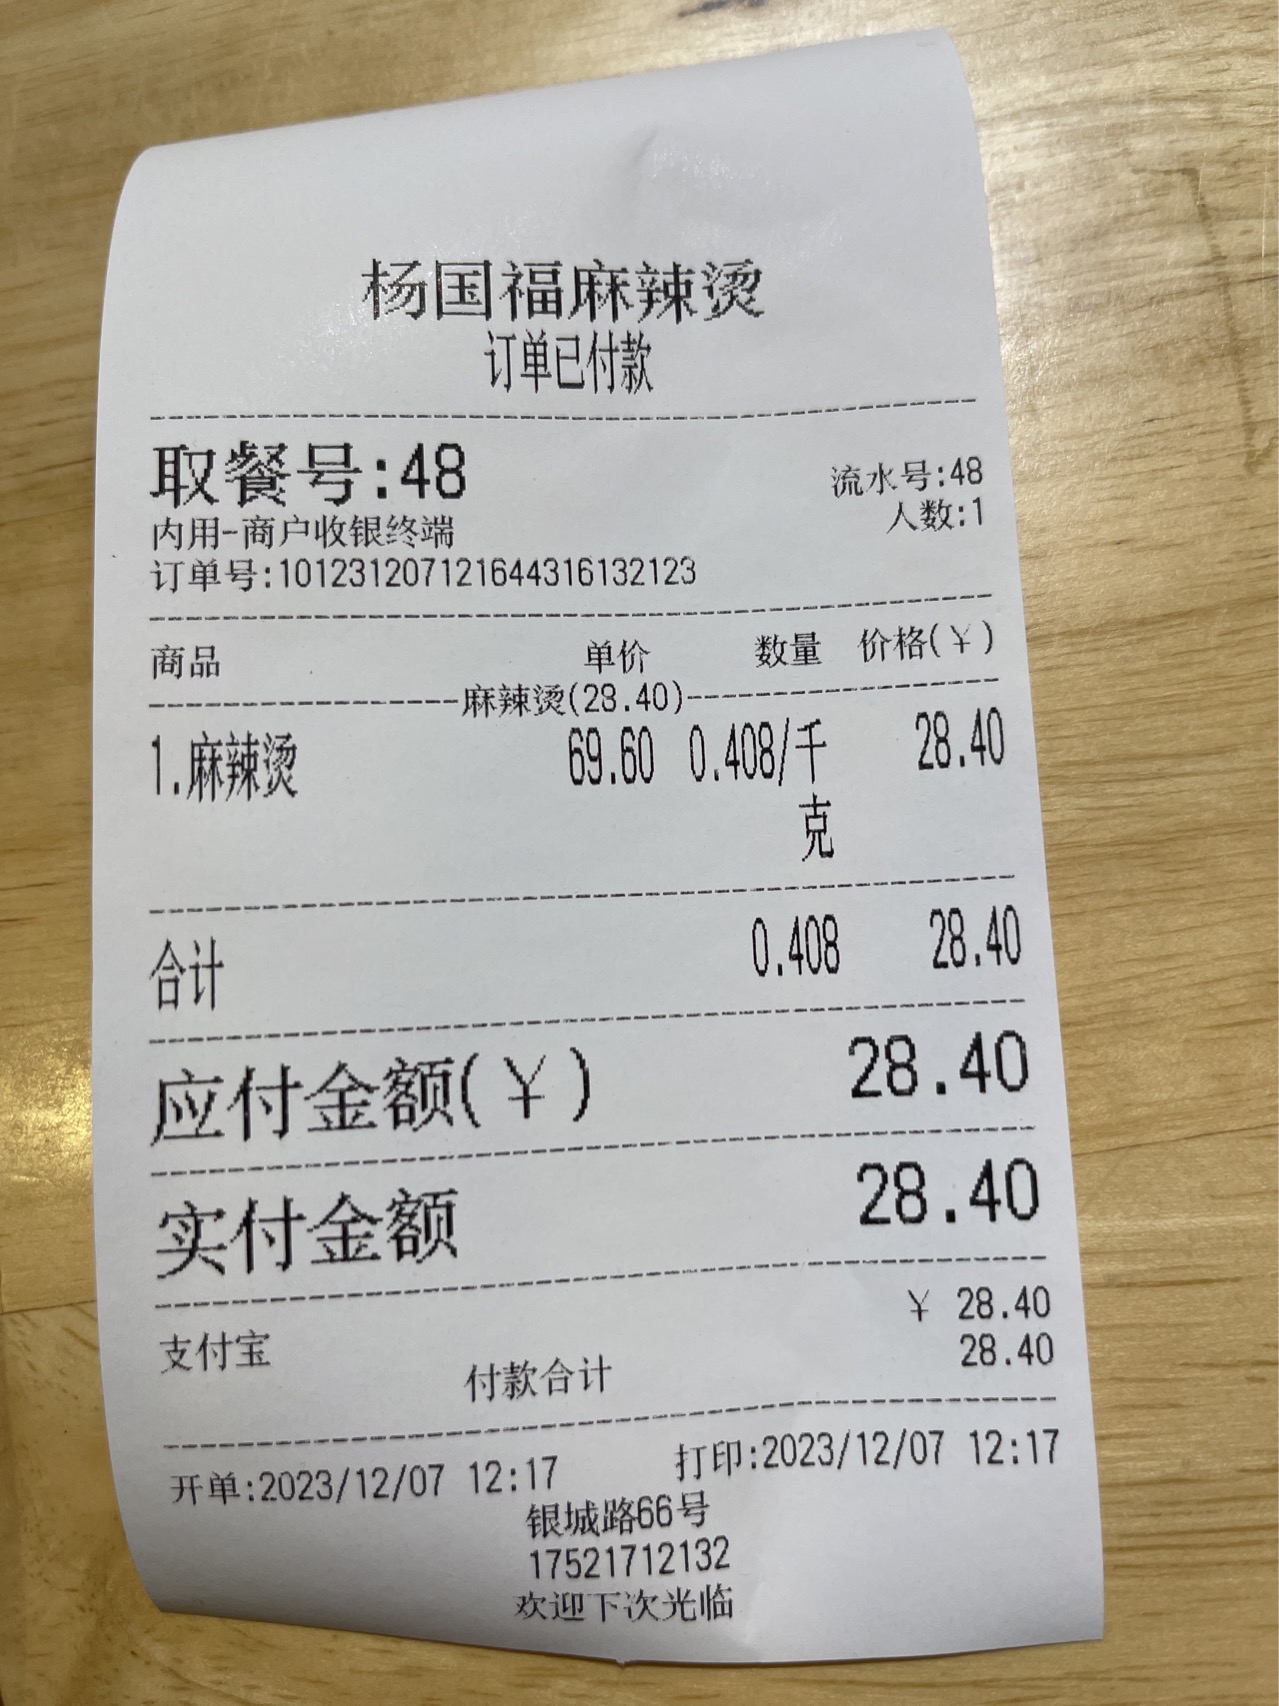 杨国福麻辣烫
订单已付款
取餐号:48
流水号:48
内用-商户收银终端
人数:1
订单号:101231207121644316132123
商品 单价 数量 价格(¥)
麻辣烫(28.40)
1.麻辣烫 69.60 0.408/千 28.40
克
合计 0.408 28.40
应付金额(¥) 28.40
实付金额 28.40
支付宝 ¥ 28.40
付款合计 28.40
开单:2023/12/07 12:17 打印:2023/12/07 12:17
银城路66号
17521712132
欢迎下次光临